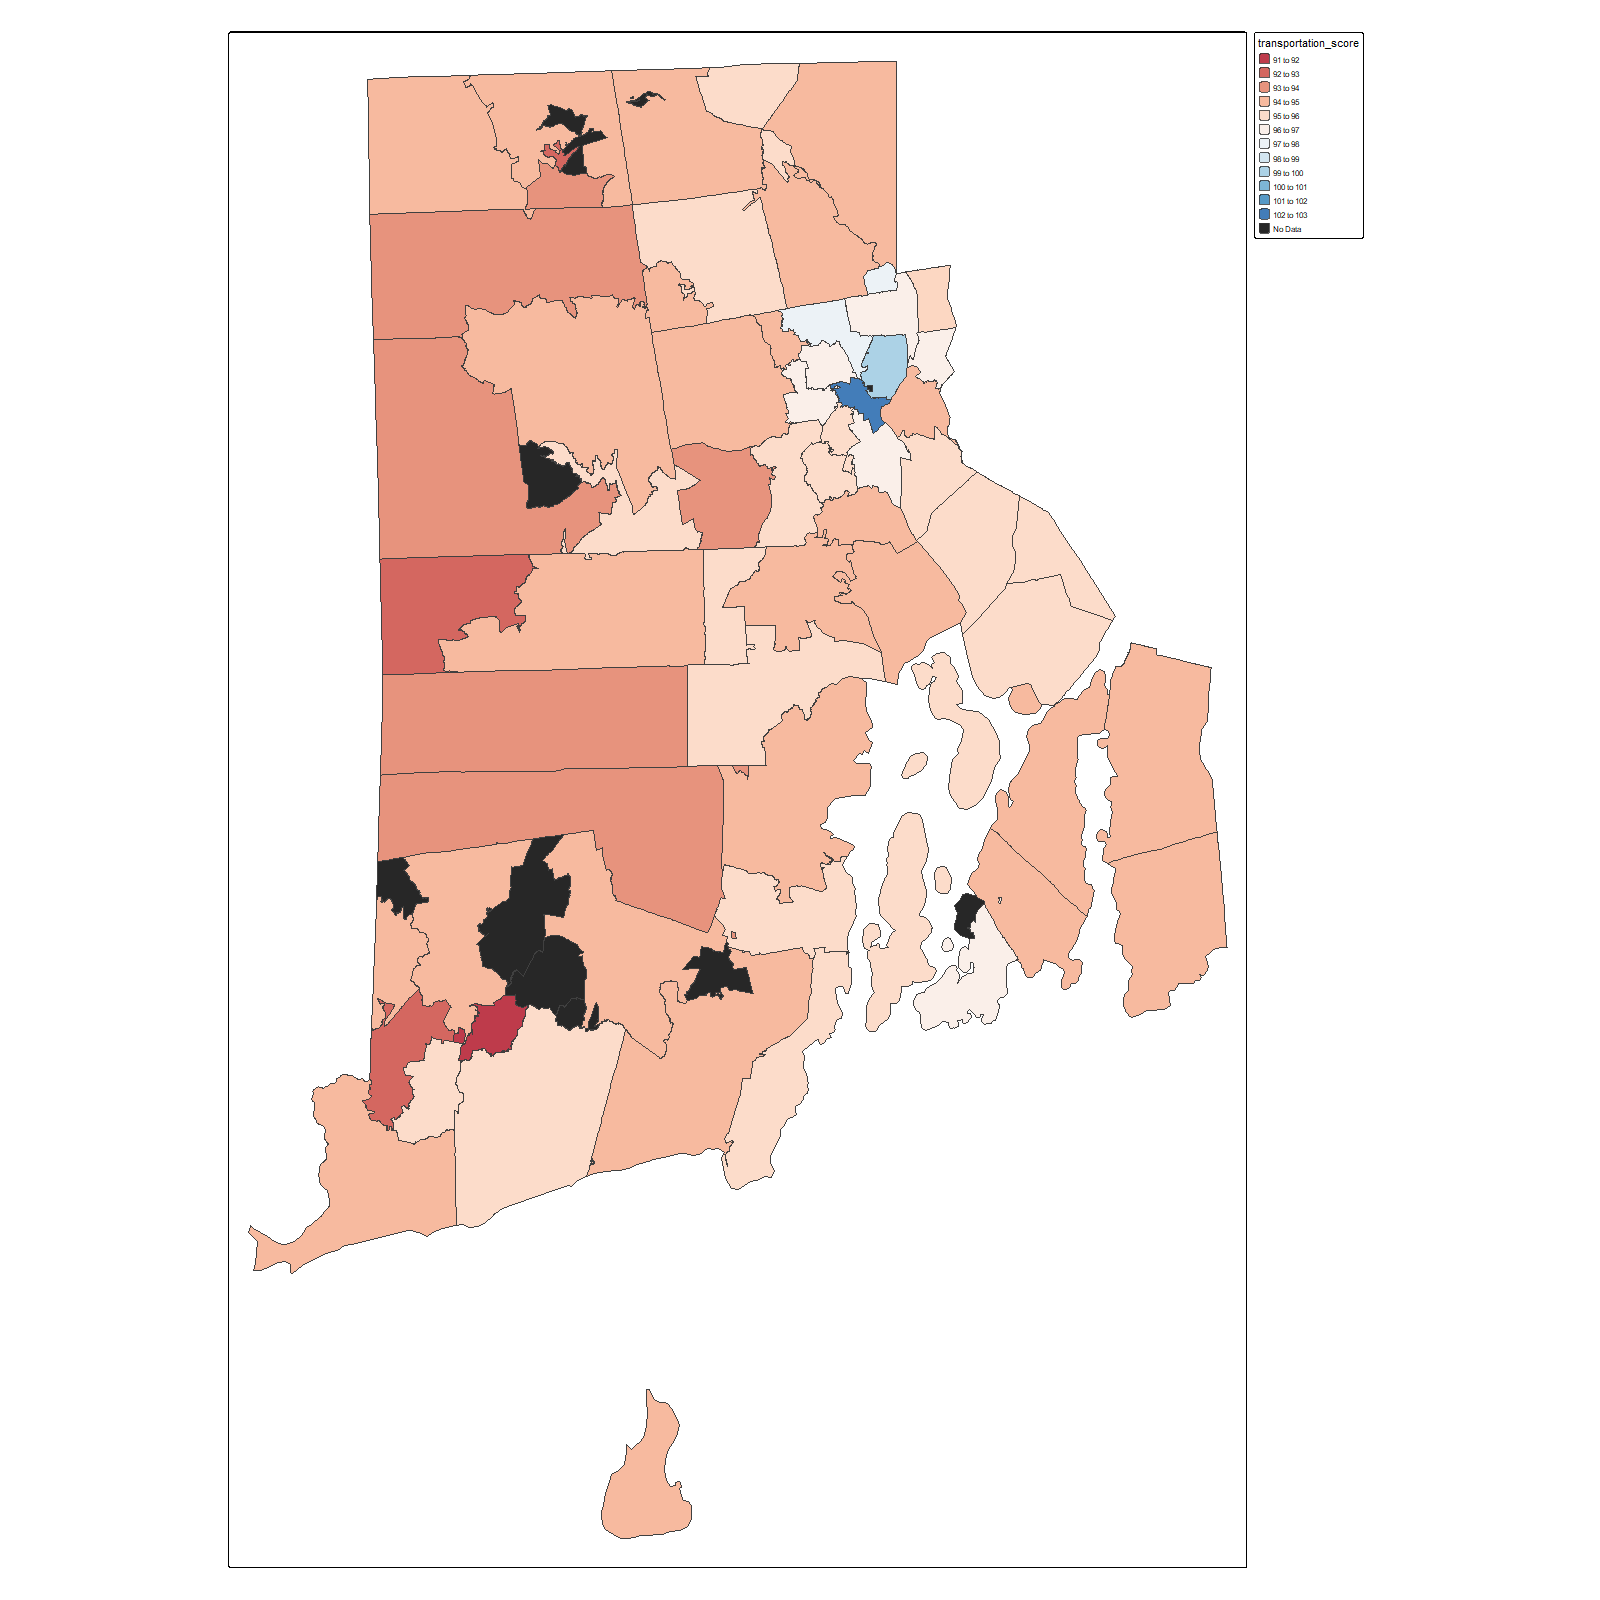 transportation_score
91 to 92
92 to 93
93 to 94
94 to 95
95 to 96
96 to 97
97 to 98
98 to 99
99 to 100
100 to 101
101 to 102
102 to 103
No Data